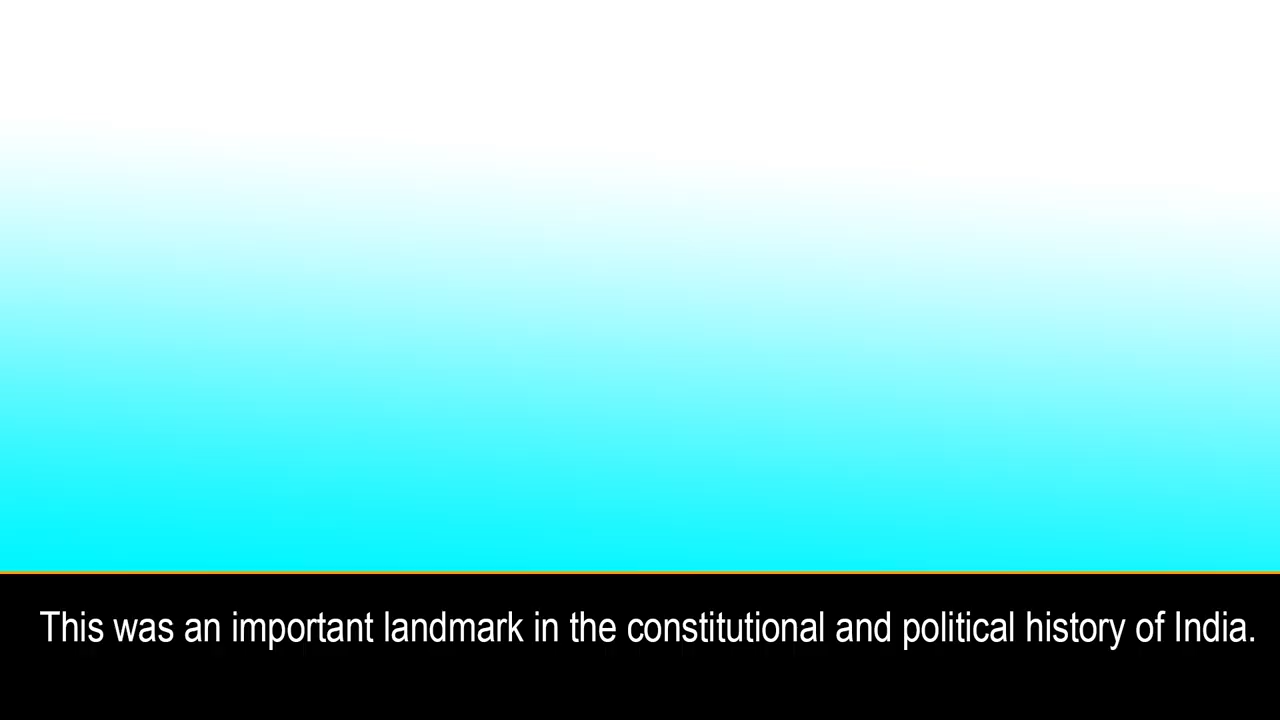 This was an important landmark in the constitutional and political history of India.